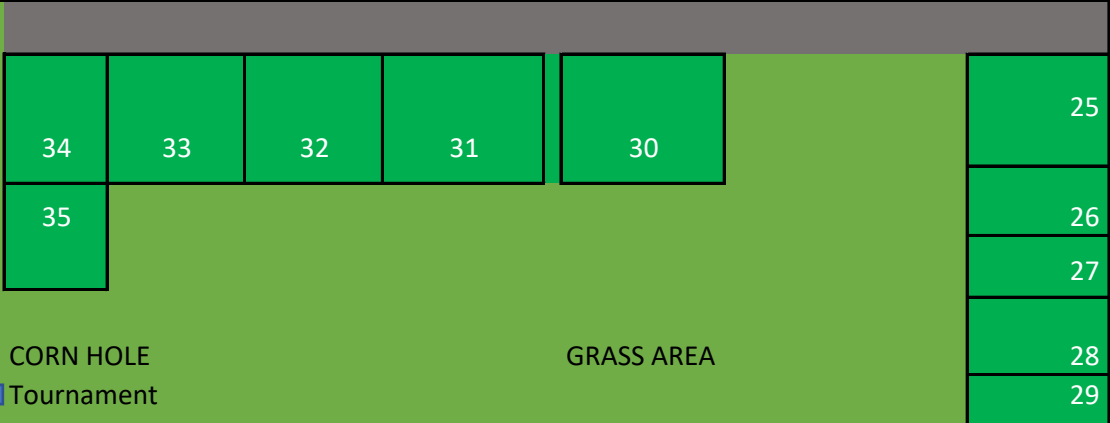 25
34 33 32 31 30
35 26
27
CORN HOLE GRASS AREA 28
Tournament 29